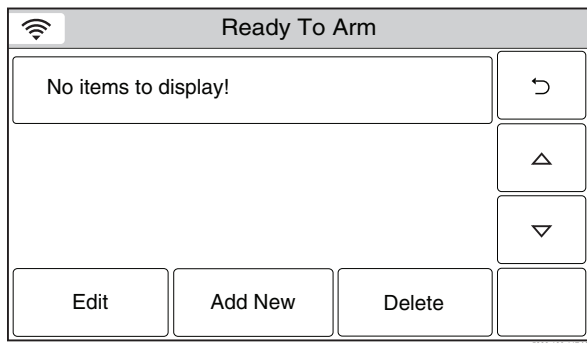 Ready To Arm
No items to display!
Edit
Add New
Delete